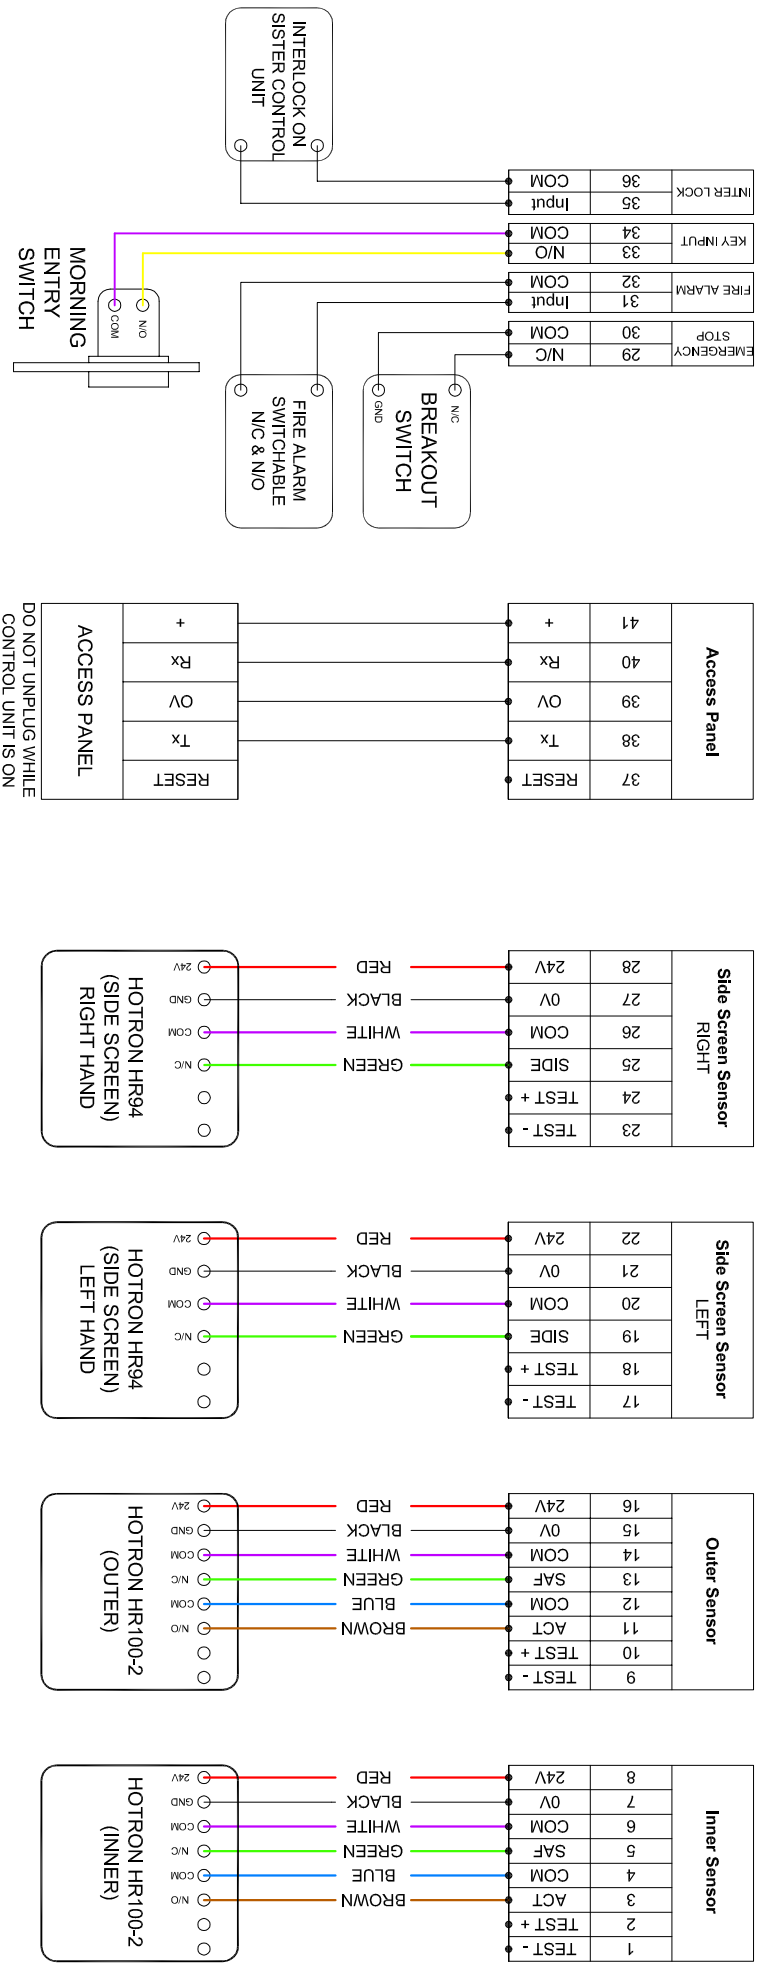 INTERLOCK ON
SISTER CONTROL
UNIT
INTER LOCK
36 COM
35 Input
KEY INPUT
34 COM
33 N/O
FIRE ALARM
32 COM
31 Input
EMERGENCY
STOP
30 COM
29 N/C
MORNING
ENTRY
SWITCH
COM
N/O
FIRE ALARM
SWITCHABLE
N/C & N/O
BREAKOUT
SWITCH
N/C
GND
Access Panel
41 +
40 Rx
39 OV
38 Tx
37 RESET
ACCESS PANEL
+
Rx
OV
Tx
RESET
DO NOT UNPLUG WHILE
CONTROL UNIT IS ON
Side Screen Sensor
RIGHT
28 24V RED 24V
27 0V BLACK GND
26 COM WHITE COM
25 SIDE GREEN N/C
24 TEST +
23 TEST -
HOTRON HR94
(SIDE SCREEN)
RIGHT HAND
Side Screen Sensor
LEFT
22 24V RED 24V
21 0V BLACK GND
20 COM WHITE COM
19 SIDE GREEN N/C
18 TEST +
17 TEST -
HOTRON HR94
(SIDE SCREEN)
LEFT HAND
Outer Sensor
16 24V RED 24V
15 0V BLACK GND
14 COM WHITE COM
13 SAF GREEN N/C
12 COM BLUE COM
11 ACT BROWN N/O
10 TEST +
9 TEST -
HOTRON HR100-2
(OUTER)
Inner Sensor
8 24V RED 24V
7 0V BLACK GND
6 COM WHITE COM
5 SAF GREEN N/C
4 COM BLUE COM
3 ACT BROWN N/O
2 TEST +
1 TEST -
HOTRON HR100-2
(INNER)